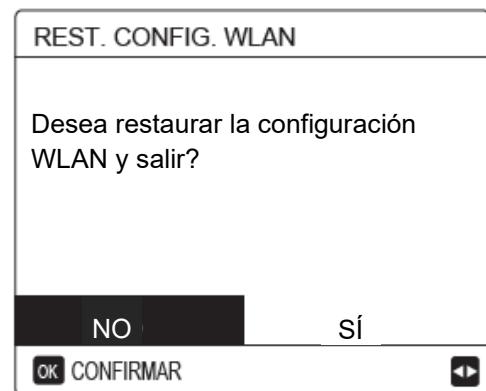 REST. CONFIG. WLAN
Desea restaurar la configuración
WLAN y salir?
NO SÍ
OK CONFIRMAR